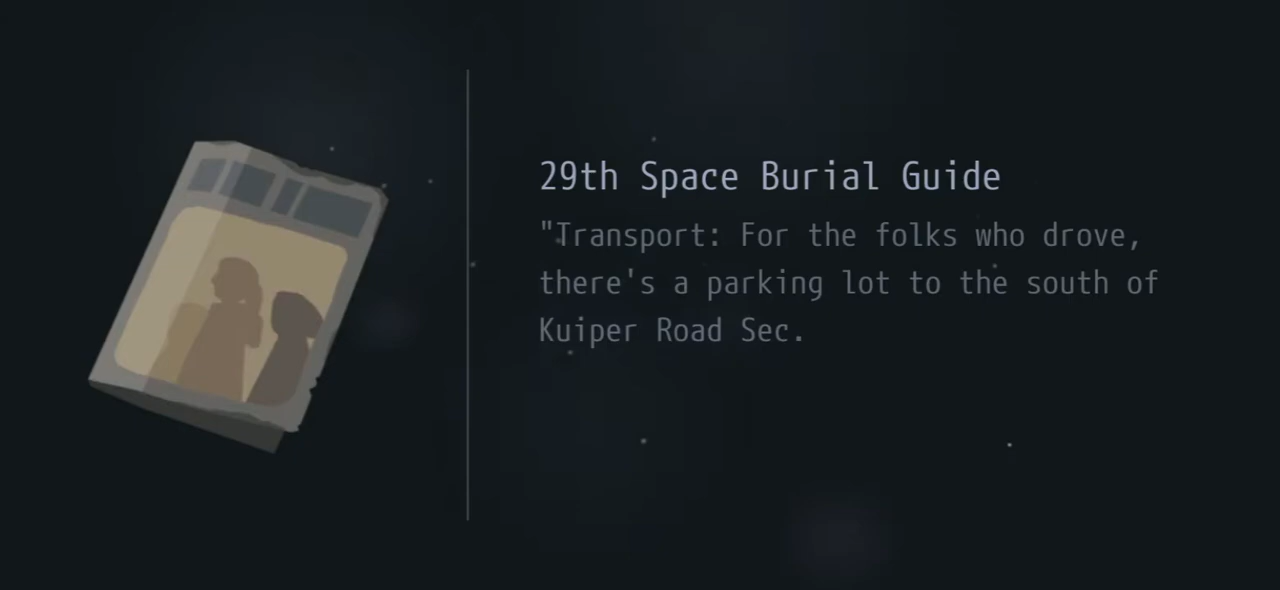 29th Space Burial Guide
"Transport: For the folks who drove,
there's a parking lot to the south of
Kuiper Road Sec.